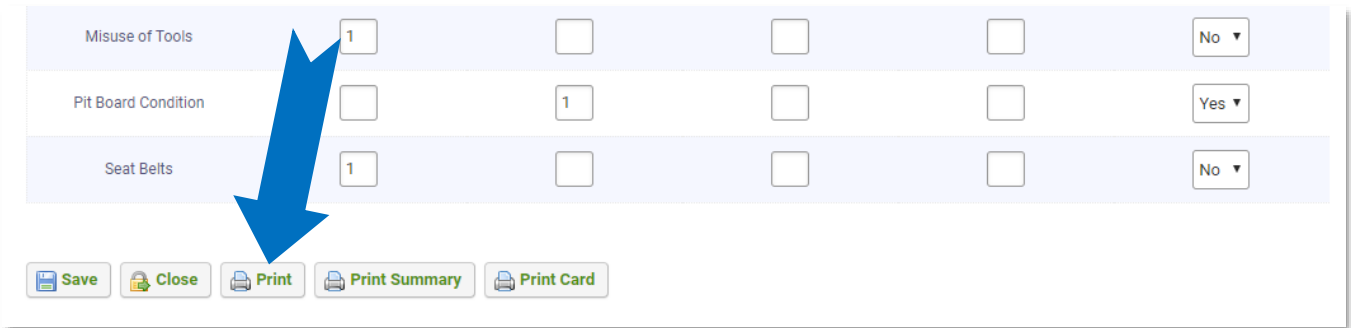 Misuse of Tools 1 No
Pit Board Condition 1 Yes
Seat Belts 1 No
Save Close Print Print Summary Print Card